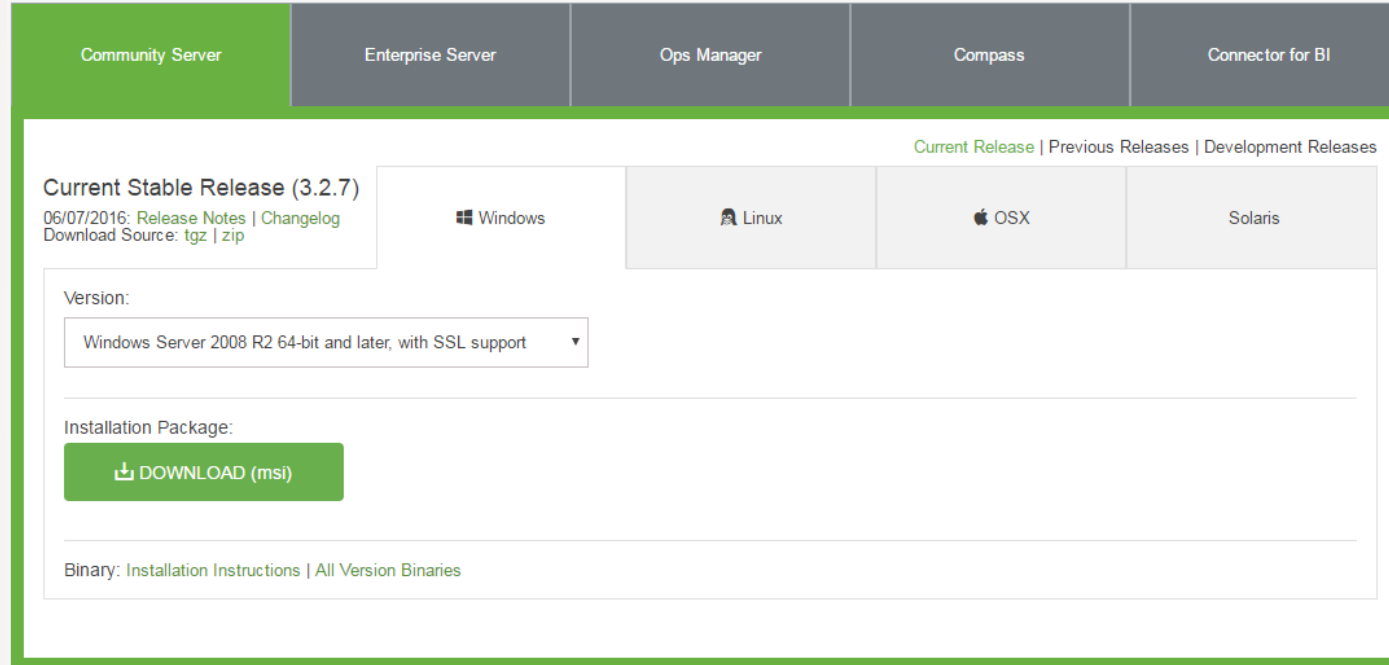 Community Server Enterprise Server Ops Manager Compass Connector for BI
Current Release | Previous Releases | Development Releases
Current Stable Release (3.2.7)
06/07/2016: Release Notes | Changelog
Download Source: tgz | zip
Windows Linux OSX Solaris
Version:
Windows Server 2008 R2 64-bit and later, with SSL support
Installation Package:
DOWNLOAD (msi)
Binary: Installation Instructions | All Version Binaries